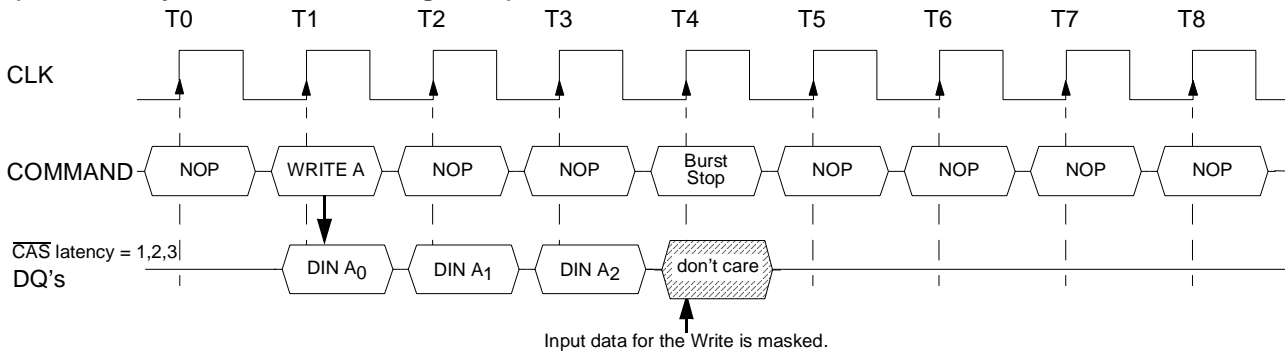 T0 T1 T2 T3 T4 T5 T6 T7 T8
CLK
COMMAND NOP WRITE A NOP NOP Burst Stop NOP NOP NOP NOP
CAS latency = 1,2,3
DQ's DIN A0 DIN A1 DIN A2 don't care
Input data for the Write is masked.